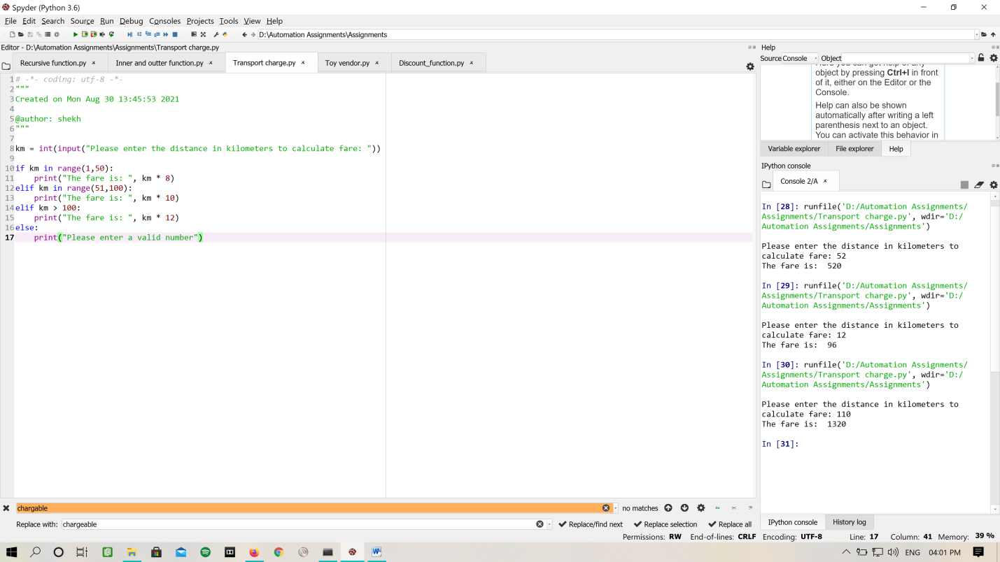 Spyder (Python 3.6)
File Edit Search Source Run Debug Consoles Projects Tools View Help
D:\Automation Assignments\Assignments
Editor - D:\Automation Assignments\Assignments\Transport charge.py
Recursive function.py Inner and outter function.py Transport charge.py Toy vendor.py Discount_function.py
1 # -*- coding: utf-8 -*-
2 """
3 Created on Mon Aug 30 13:45:53 2021
4
5 @author: shekh
6 """
7
8 km = int(input("Please enter the distance in kilometers to calculate fare: "))
9
10 if km in range(1,50):
11     print("The fare is: ", km * 8)
12 elif km in range(51,100):
13     print("The fare is: ", km * 10)
14 elif km > 100:
15     print("The fare is: ", km * 12)
16 else:
17     print("Please enter a valid number")
chargable
no matches
Replace with: chargeable
Replace/find next Replace selection Replace all
Help
Source Console Object
Here you can get help of any
object by pressing Ctrl+I in front
of it, either on the Editor or the
Console.
Help can also be shown
automatically after writing a left
parenthesis next to an object.
You can activate this behavior in
Variable explorer File explorer Help
IPython console
Console 2/A
In [28]: runfile('D:/Automation Assignments/
Assignments/Transport charge.py', wdir='D:/
Automation Assignments/Assignments')
Please enter the distance in kilometers to
calculate fare: 52
The fare is:  520
In [29]: runfile('D:/Automation Assignments/
Assignments/Transport charge.py', wdir='D:/
Automation Assignments/Assignments')
Please enter the distance in kilometers to
calculate fare: 12
The fare is:  96
In [30]: runfile('D:/Automation Assignments/
Assignments/Transport charge.py', wdir='D:/
Automation Assignments/Assignments')
Please enter the distance in kilometers to
calculate fare: 110
The fare is:  1320
In [31]:
IPython console History log
Permissions: RW End-of-lines: CRLF Encoding: UTF-8 Line: 17 Column: 41 Memory: 39 %
ENG 04:01 PM